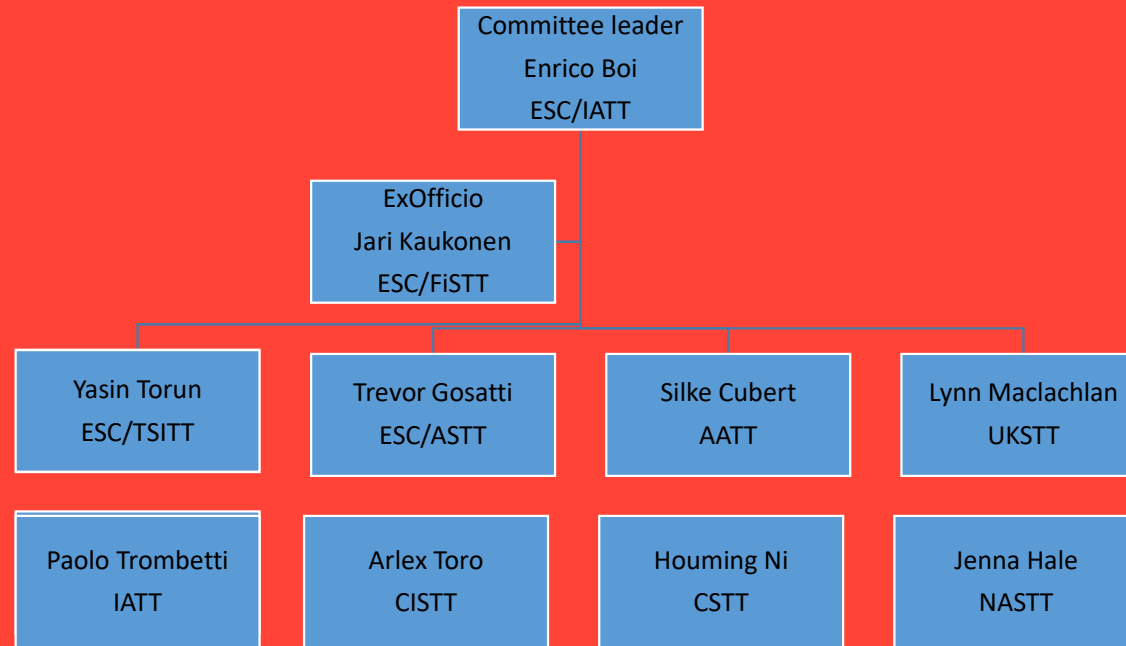 Committee leader
Enrico Boi
ESC/IATT
ExOfficio
Jari Kaukonen
ESC/FiSTT
Yasin Torun
ESC/TSITT
Trevor Gosatti
ESC/ASTT
Silke Cubert
AATT
Lynn Maclachlan
UKSTT
Paolo Trombetti
IATT
Arlex Toro
CISTT
Houming Ni
CSTT
Jenna Hale
NASTT